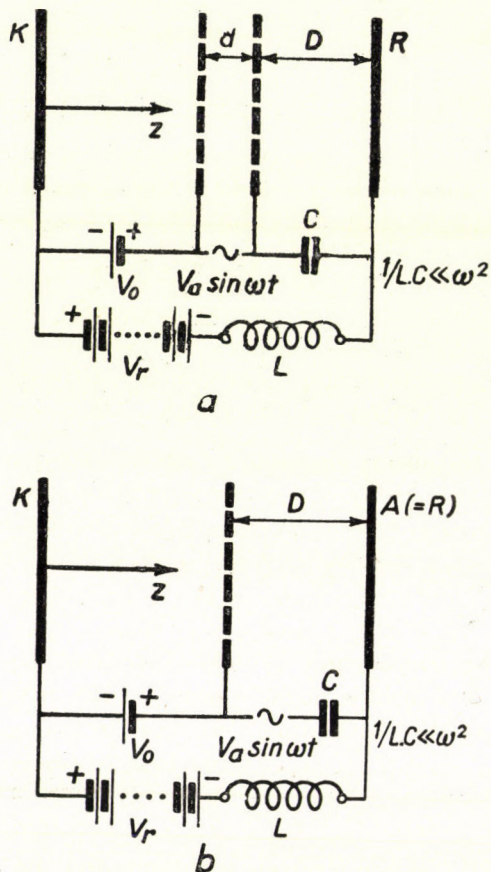 K
d
D
R
z
C
- +
V₀
Vₐ sin ωt
1/L.C≪ω²
+ -
Vᵣ
L
a
K
D
A(=R)
z
C
- +
V₀
Vₐ sin ωt
1/L.C≪ω²
+ -
Vᵣ
L
b